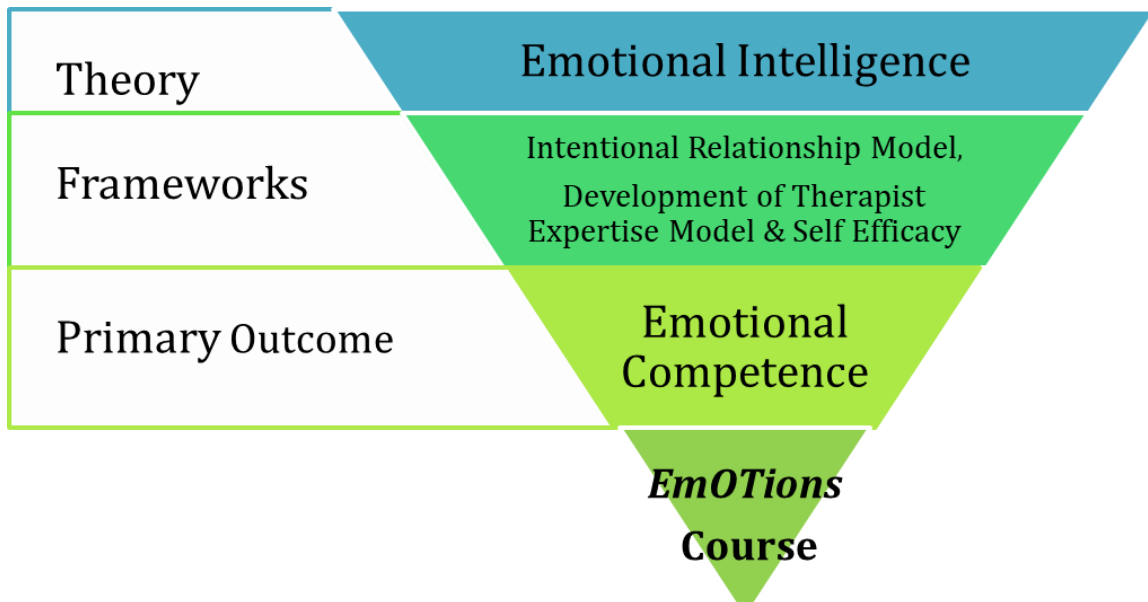 Theory
Emotional Intelligence
Frameworks
Intentional Relationship Model,
Development of Therapist
Expertise Model & Self Efficacy
Primary Outcome
Emotional
Competence
EmOTions
Course